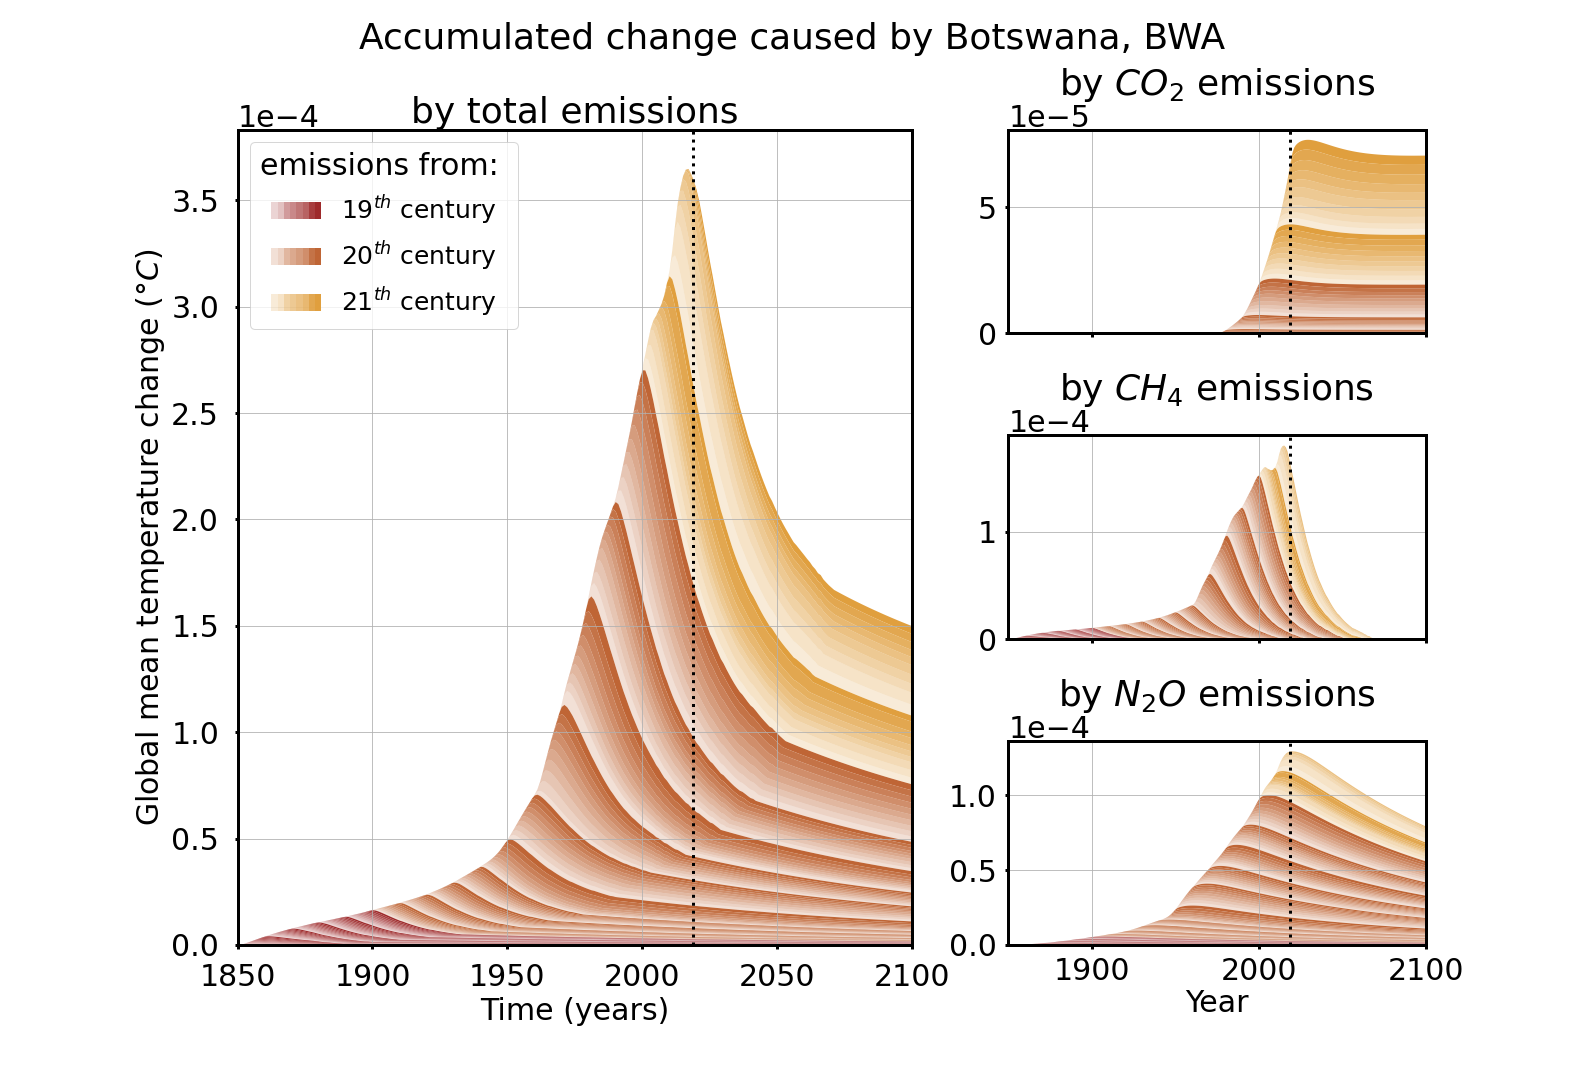 Accumulated change caused by Botswana, BWA
by total emissions
1e−4
emissions from:
19th century
20th century
21th century
3.5
3.0
2.5
2.0
1.5
1.0
0.5
0.0
Global mean temperature change (°C)
1850 1900 1950 2000 2050 2100
Time (years)
by CO2 emissions
1e−5
5
0
by CH4 emissions
1e−4
1
0
by N2O emissions
1e−4
1.0
0.5
0.0
1900 2000 2100
Year